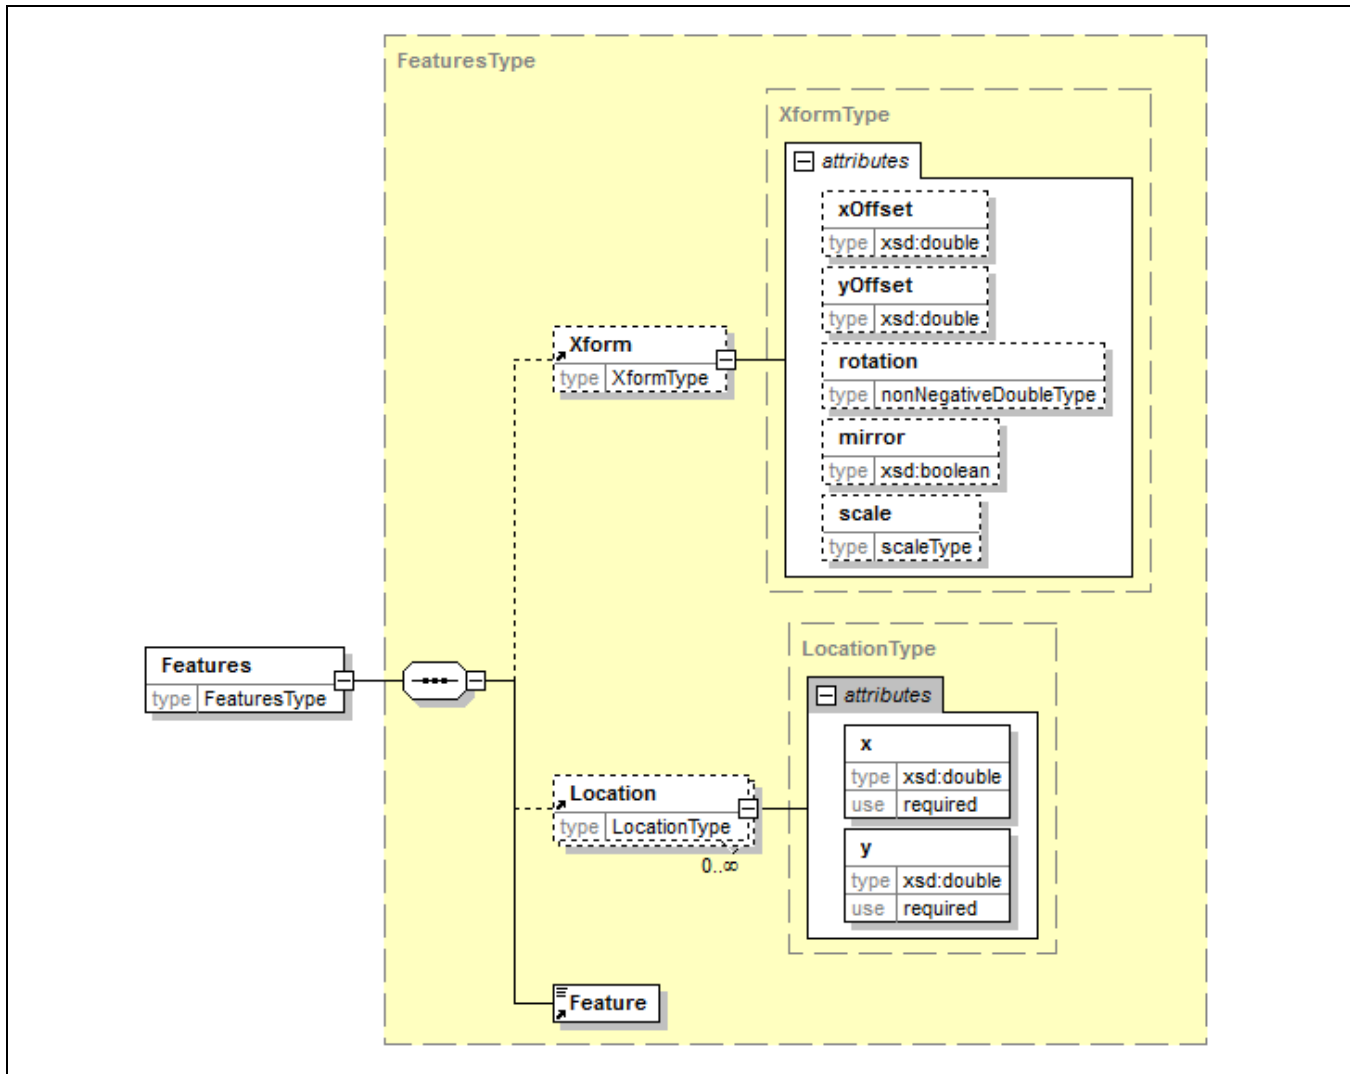 FeaturesType
XformType
attributes
xOffset
type xsd:double
yOffset
type xsd:double
rotation
type nonNegativeDoubleType
mirror
type xsd:boolean
scale
type scaleType
Xform
type XformType
Features
type FeaturesType
LocationType
attributes
x
type xsd:double
use required
y
type xsd:double
use required
Location
type LocationType
0..∞
Feature